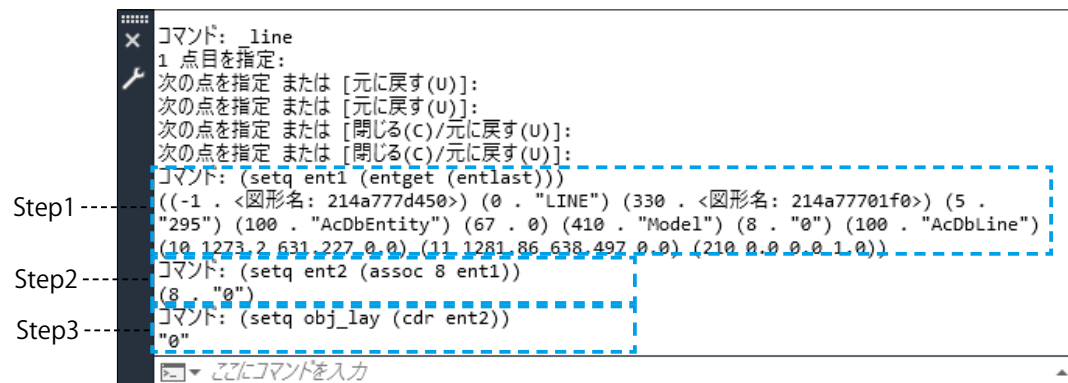 コマンド: _line
1 点目を指定:
次の点を指定 または [元に戻す(U)]:
次の点を指定 または [元に戻す(U)]:
次の点を指定 または [閉じる(C)/元に戻す(U)]:
次の点を指定 または [閉じる(C)/元に戻す(U)]:
コマンド: (setq ent1 (entget (entlast)))
Step1
((-1 . <図形名: 214a777d450>) (0 . "LINE") (330 . <図形名: 214a77701f0>) (5 .
"295") (100 . "AcDbEntity") (67 . 0) (410 . "Model") (8 . "0") (100 . "AcDbLine")
(10 1273.2 631.227 0.0) (11 1281.86 638.497 0.0) (210 0.0 0.0 1.0))
Step2
コマンド: (setq ent2 (assoc 8 ent1))
(8 . "0")
Step3
コマンド: (setq obj_lay (cdr ent2))
"0"
ここにコマンドを入力